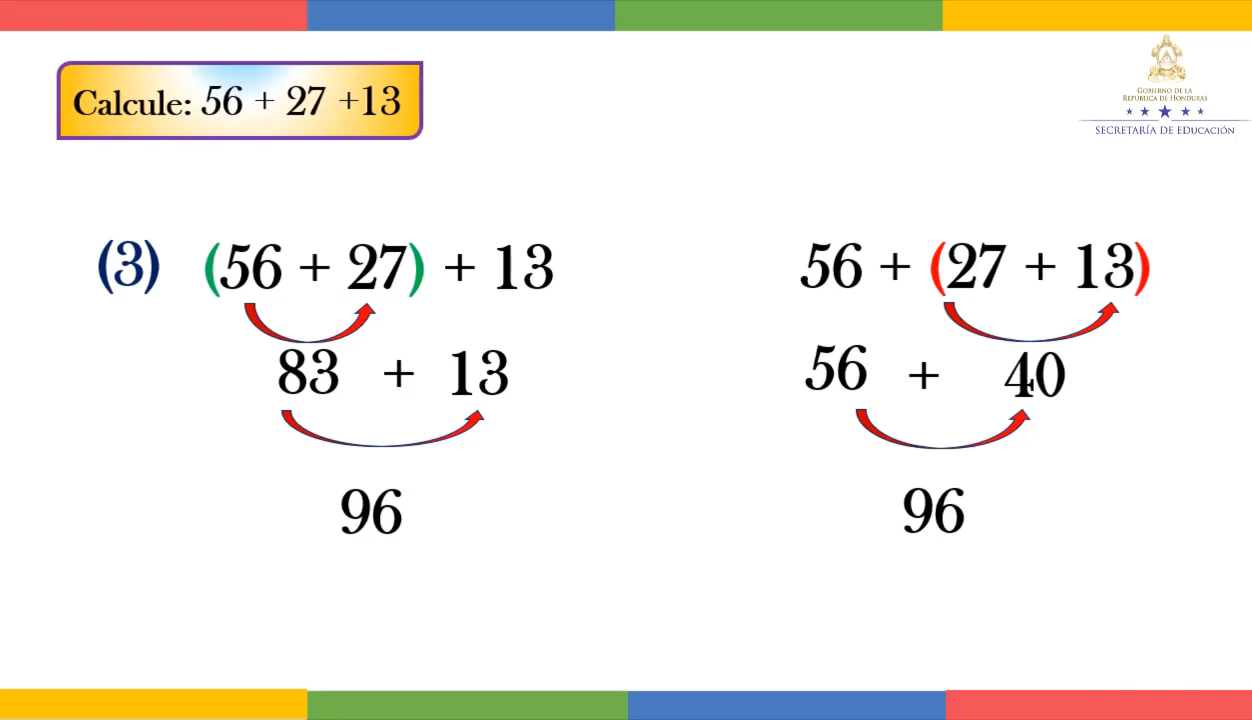 Calcule: 56 + 27 +13
GOBIERNO DE LA
REPÚBLICA DE HONDURAS
SECRETARÍA DE EDUCACIÓN
(3) (56 + 27) + 13
56 + (27 + 13)
83 + 13
56 + 40
96
96